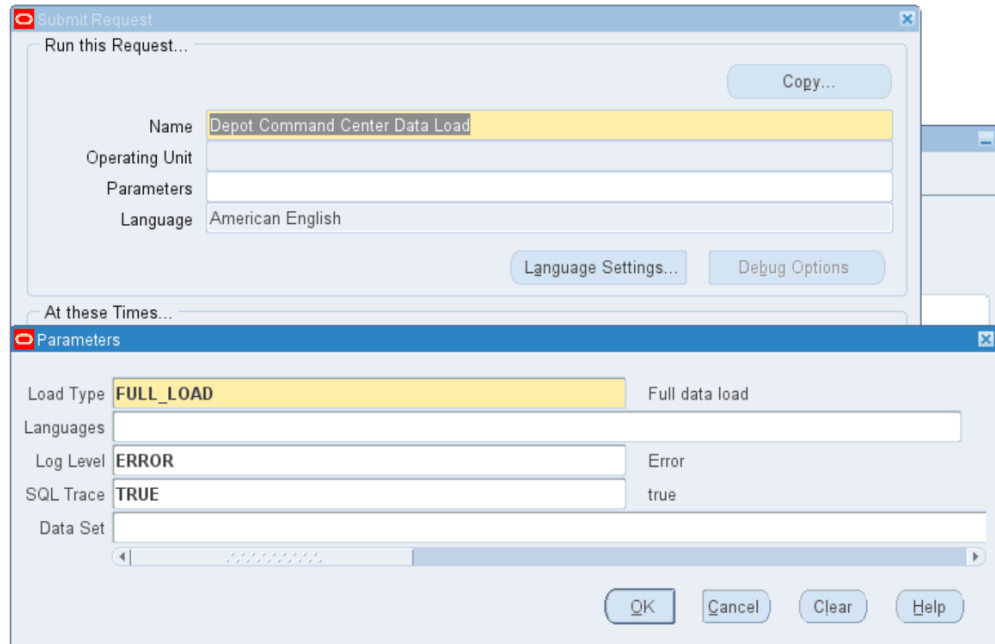 Submit Request
Run this Request...
Copy...
Name Depot Command Center Data Load
Operating Unit
Parameters
Language American English
Language Settings... Debug Options
At these Times...
Parameters
Load Type FULL_LOAD Full data load
Languages
Log Level ERROR Error
SQL Trace TRUE true
Data Set
OK Cancel Clear Help